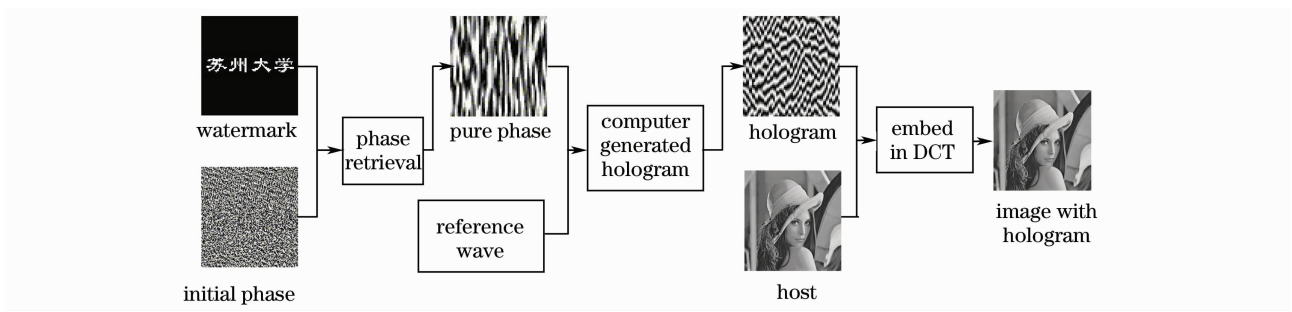 苏州大学
watermark
initial phase
phase
retrieval
pure phase
reference
wave
computer
generated
hologram
hologram
host
embed
in DCT
image with
hologram